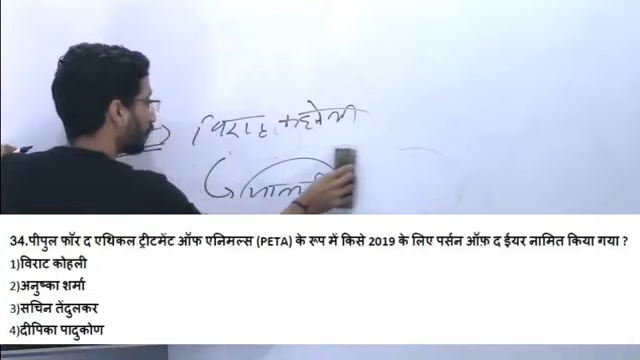 विराट कोहली
34.पीपुल फॉर द एथिकल ट्रीटमेंट ऑफ एनिमल्स (PETA) के रूप में किसे 2019 के लिए पर्सन ऑफ़ द ईयर नामित किया गया ?
1)विराट कोहली
2)अनुष्का शर्मा
3)सचिन तेंदुलकर
4)दीपिका पादुकोण